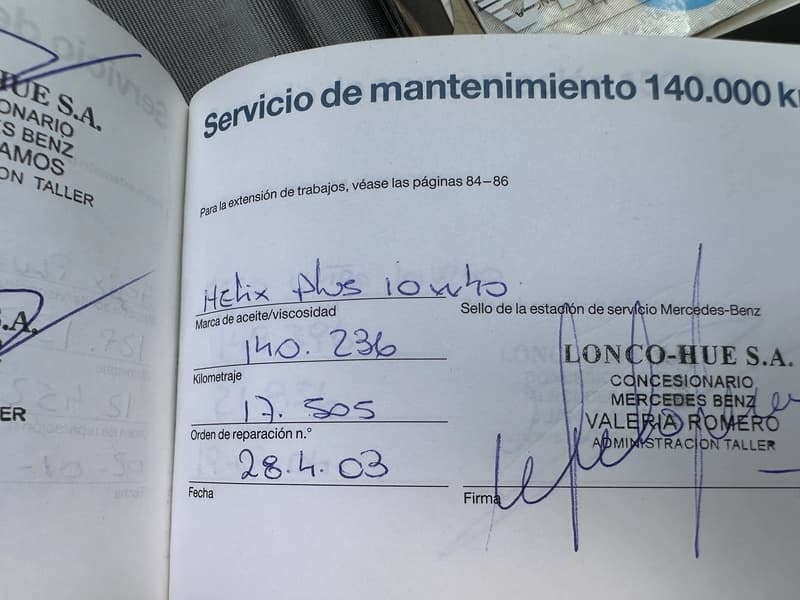 HUE S.A.
ONARIO
S BENZ
AMOS
ON TALLER
S.A.
ER
Servicio de mantenimiento 140.000 k
Para la extensión de trabajos, véase las páginas 84–86
Helix Plus 10w40
Marca de aceite/viscosidad
Sello de la estación de servicio Mercedes-Benz
140.236
Kilometraje
17.505
Orden de reparación n.°
28.4.03
Fecha
LONCO-HUE S.A.
CONCESIONARIO
MERCEDES BENZ
VALERIA ROMERO
ADMINISTRACION TALLER
Firma